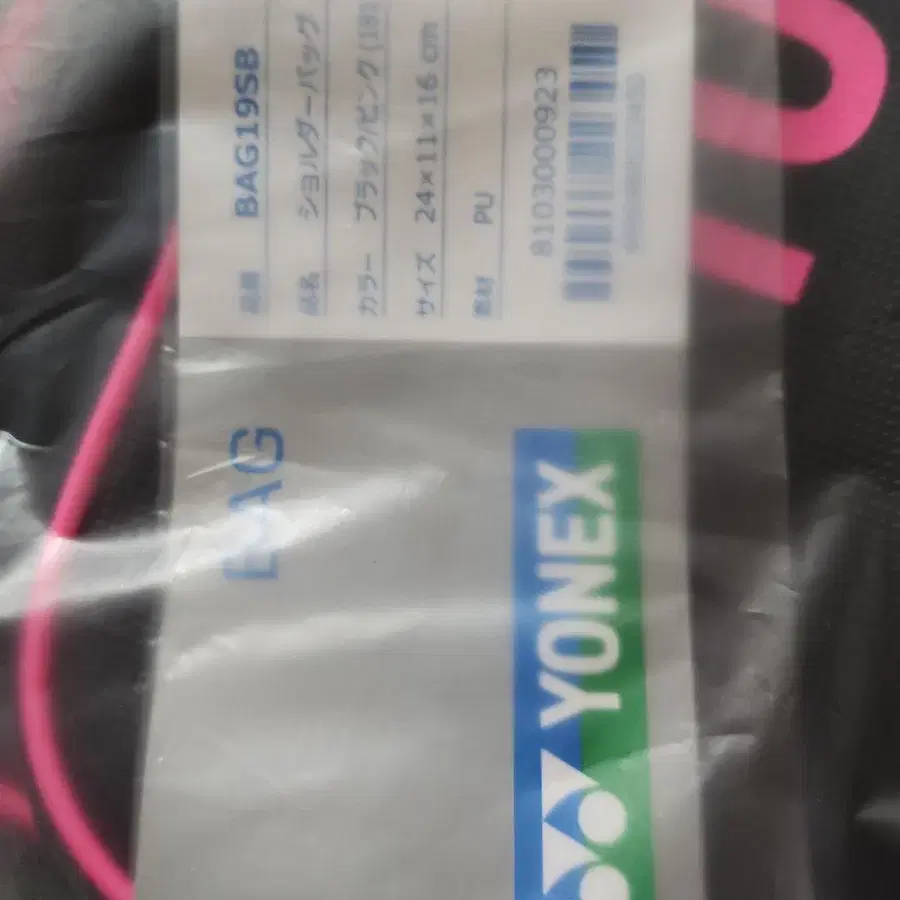 品番 BAG19SB
品名 ショルダーバッグ
カラー ブラック/ピンク(181
サイズ 24×11×16 cm
素材 PU
8103000923
BAG
YONEX